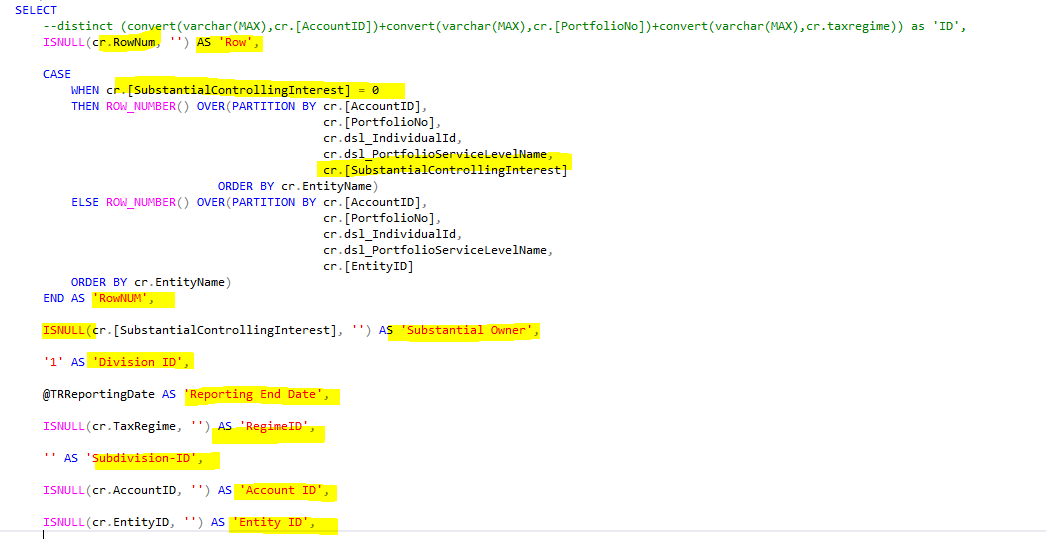 SELECT
--distinct (convert(varchar(MAX),cr.[AccountID])+convert(varchar(MAX),cr.[PortfolioNo])+convert(varchar(MAX),cr.taxregime)) as 'ID',
ISNULL(cr.RowNum, '') AS 'Row',
CASE
WHEN cr.[SubstantialControllingInterest] = 0
THEN ROW_NUMBER() OVER(PARTITION BY cr.[AccountID],
cr.[PortfolioNo],
cr.dsl_IndividualId,
cr.dsl_PortfolioServiceLevelName,
cr.[SubstantialControllingInterest]
ORDER BY cr.EntityName)
ELSE ROW_NUMBER() OVER(PARTITION BY cr.[AccountID],
cr.[PortfolioNo],
cr.dsl_IndividualId,
cr.dsl_PortfolioServiceLevelName,
cr.[EntityID]
ORDER BY cr.EntityName)
END AS 'RowNUM',
ISNULL(cr.[SubstantialControllingInterest], '') AS 'Substantial Owner',
'1' AS 'Division ID',
@TRReportingDate AS 'Reporting End Date',
ISNULL(cr.TaxRegime, '') AS 'RegimeID',
'' AS 'Subdivision-ID',
ISNULL(cr.AccountID, '') AS 'Account ID',
ISNULL(cr.EntityID, '') AS 'Entity ID',